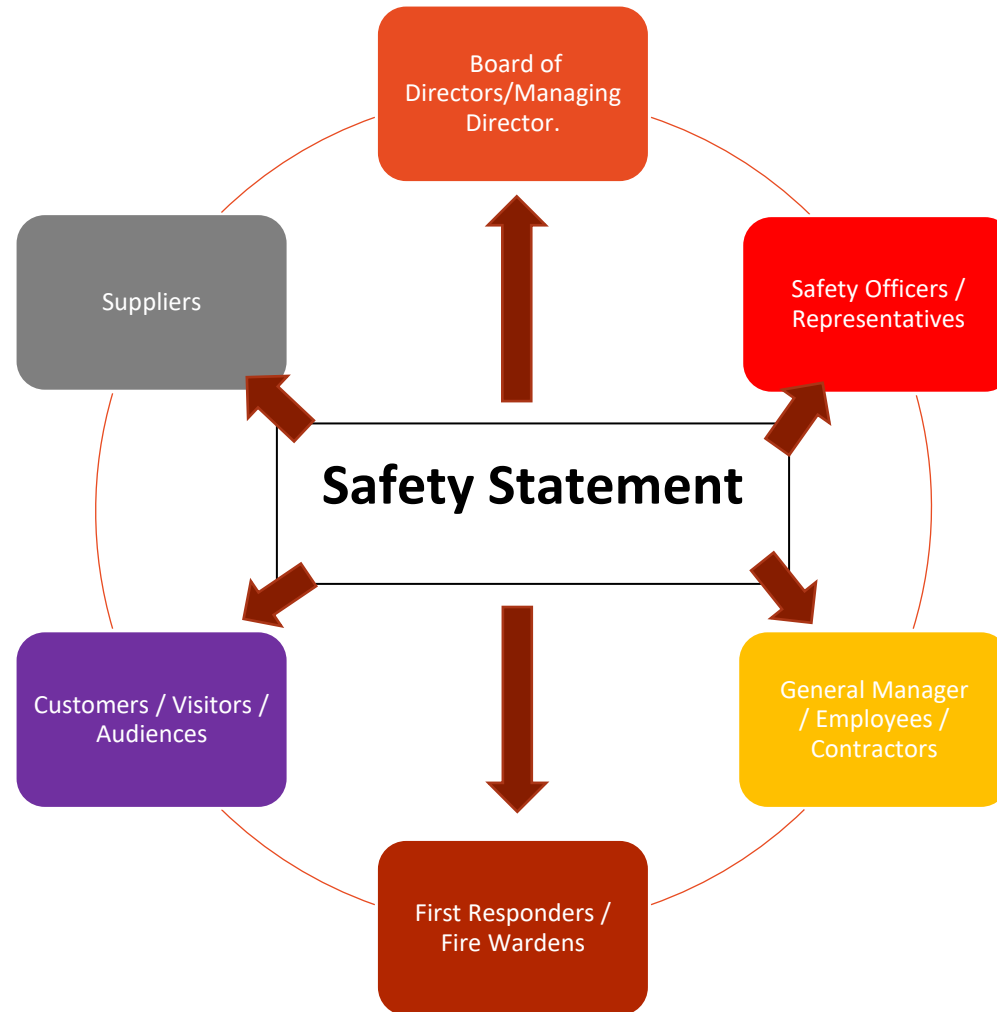 Board of
Directors/Managing
Director.
Suppliers
Safety Officers /
Representatives
Safety Statement
Customers / Visitors /
Audiences
General Manager
/ Employees /
Contractors
First Responders /
Fire Wardens